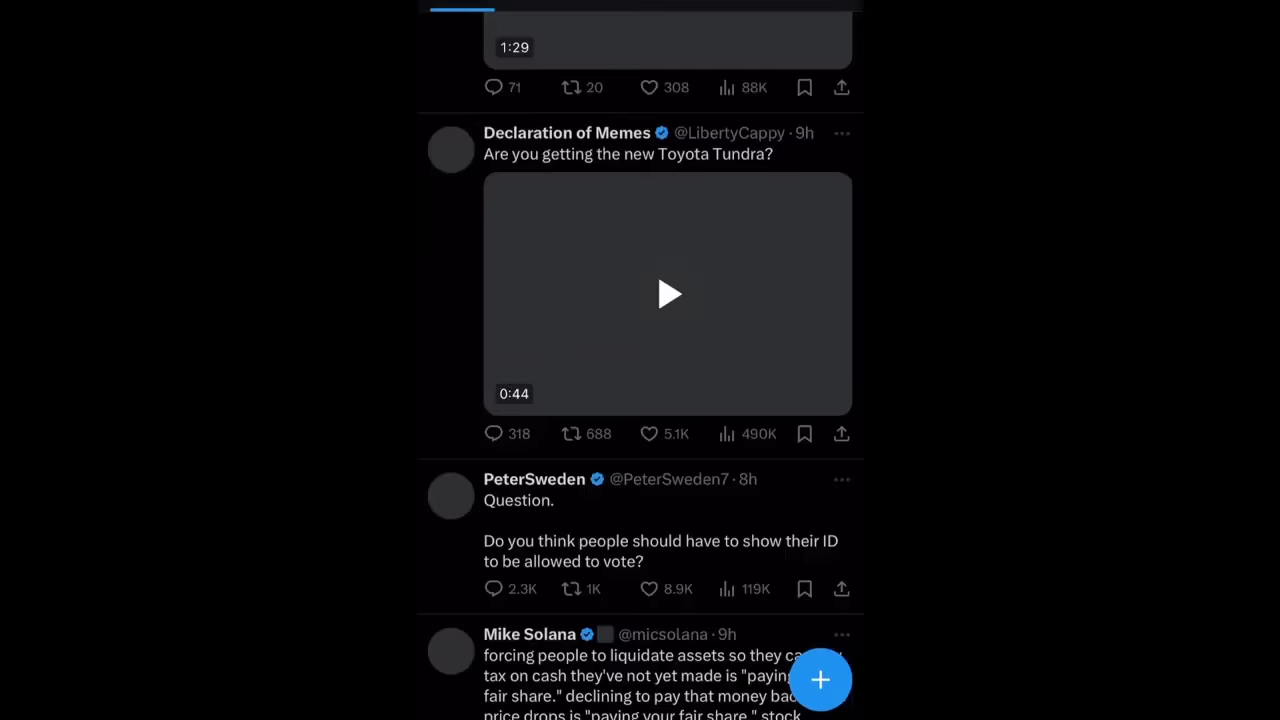 1:29
71 20 308 88K
Declaration of Memes @LibertyCappy · 9h
Are you getting the new Toyota Tundra?
0:44
318 688 5.1K 490K
PeterSweden @PeterSweden7 · 8h
Question.
Do you think people should have to show their ID
to be allowed to vote?
2.3K 1K 8.9K 119K
Mike Solana @micsolana · 9h
forcing people to liquidate assets so they
tax on cash they've not yet made is "paying
fair share." declining to pay that money
price drops is "paying your fair share." stock